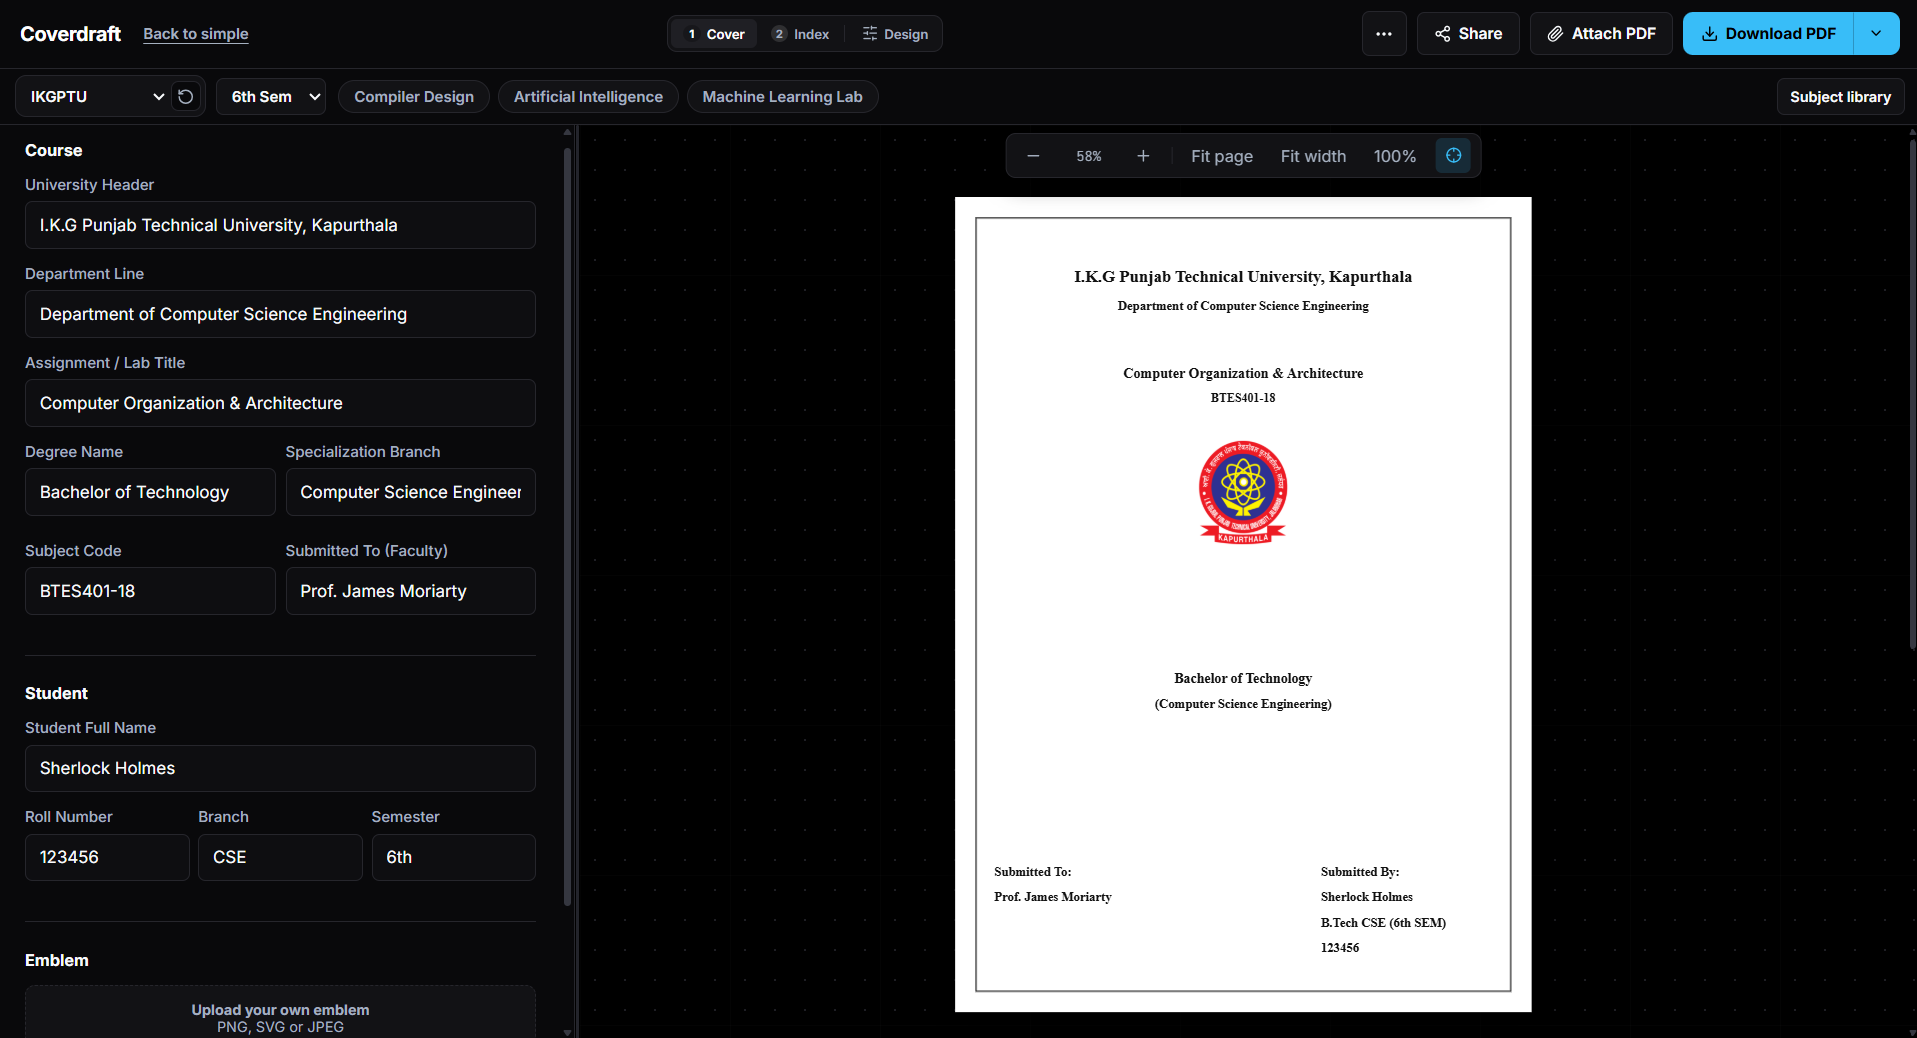 Coverdraft
Back to simple
1 Cover
2 Index
Design
Share
Attach PDF
Download PDF
IKGPTU
6th Sem
Compiler Design
Artificial Intelligence
Machine Learning Lab
Subject library
Course
University Header
I.K.G Punjab Technical University, Kapurthala
Department Line
Department of Computer Science Engineering
Assignment / Lab Title
Computer Organization & Architecture
Degree Name
Specialization Branch
Bachelor of Technology
Computer Science Engineer
Subject Code
Submitted To (Faculty)
BTES401-18
Prof. James Moriarty
Student
Student Full Name
Sherlock Holmes
Roll Number
Branch
Semester
123456
CSE
6th
Emblem
Upload your own emblem
PNG, SVG or JPEG
58%
Fit page
Fit width
100%
I.K.G Punjab Technical University, Kapurthala
Department of Computer Science Engineering
Computer Organization & Architecture
BTES401-18
KAPURTHALA
Bachelor of Technology
(Computer Science Engineering)
Submitted To:
Prof. James Moriarty
Submitted By:
Sherlock Holmes
B.Tech CSE (6th SEM)
123456